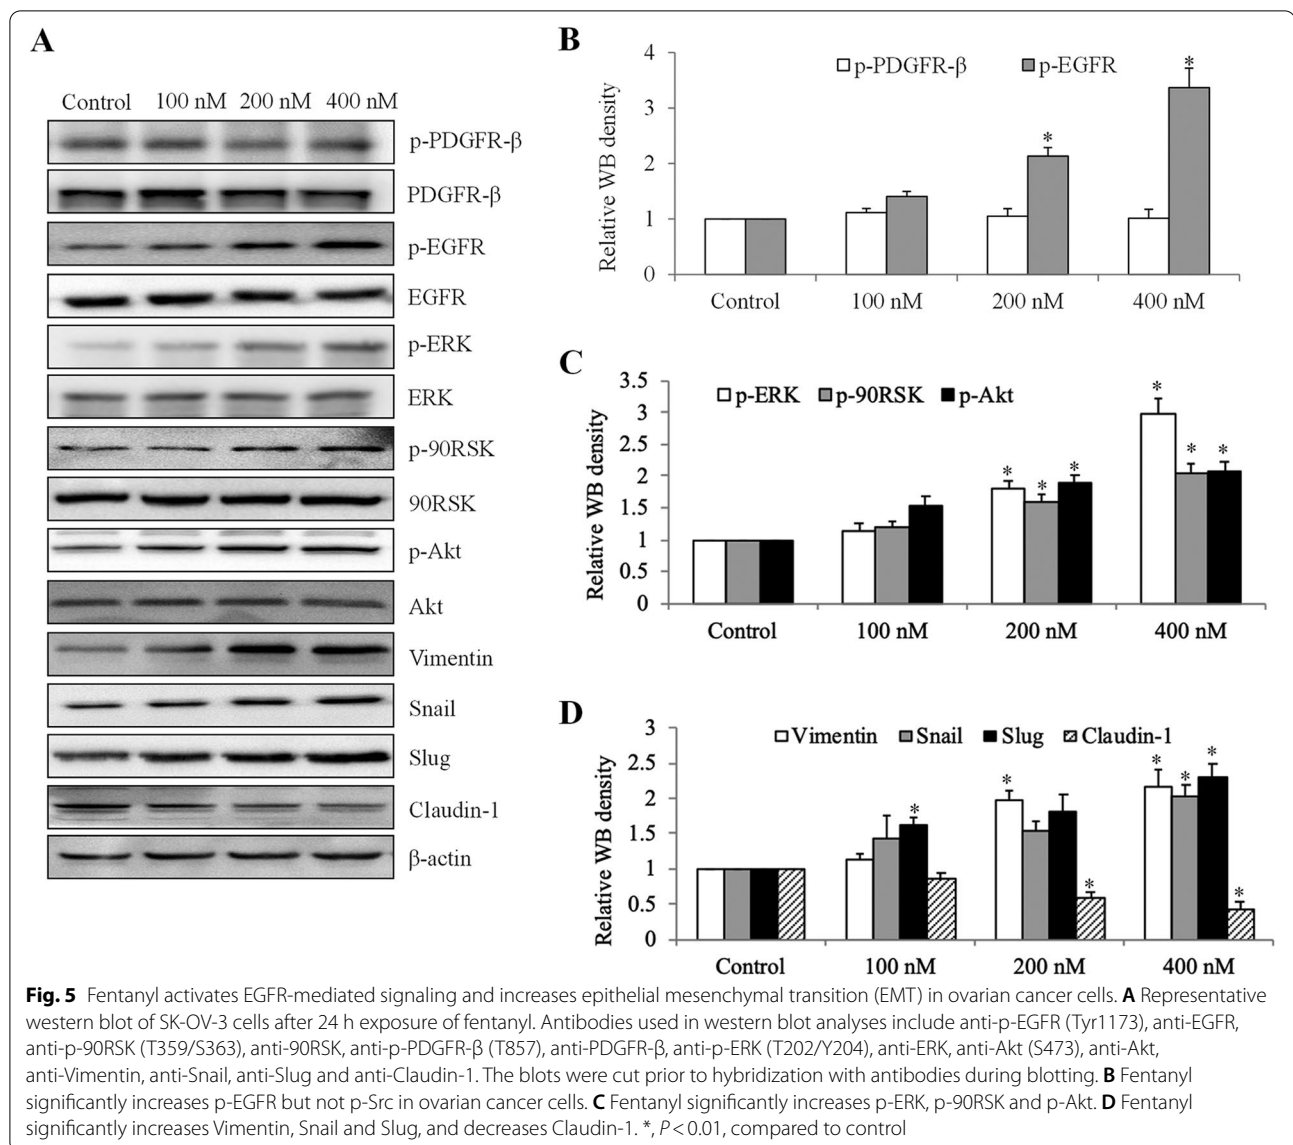 A
Control 100 nM 200 nM 400 nM
p-PDGFR-β
PDGFR-β
p-EGFR
EGFR
p-ERK
ERK
p-90RSK
90RSK
p-Akt
Akt
Vimentin
Snail
Slug
Claudin-1
β-actin
B
Relative WB density
p-PDGFR-β p-EGFR
4
3
2
1
0
*
*
Control 100 nM 200 nM 400 nM
C
Relative WB density
p-ERK p-90RSK p-Akt
3.5
3
2.5
2
1.5
1
0.5
0
* * *
* * *
Control 100 nM 200 nM 400 nM
D
Relative WB density
Vimentin Snail Slug Claudin-1
3
2.5
2
1.5
1
0.5
0
*
* *
* * * *
Control 100 nM 200 nM 400 nM
Fig. 5 Fentanyl activates EGFR-mediated signaling and increases epithelial mesenchymal transition (EMT) in ovarian cancer cells. A Representative
western blot of SK-OV-3 cells after 24 h exposure of fentanyl. Antibodies used in western blot analyses include anti-p-EGFR (Tyr1173), anti-EGFR,
anti-p-90RSK (T359/S363), anti-90RSK, anti-p-PDGFR-β (T857), anti-PDGFR-β, anti-p-ERK (T202/Y204), anti-ERK, anti-Akt (S473), anti-Akt,
anti-Vimentin, anti-Snail, anti-Slug and anti-Claudin-1. The blots were cut prior to hybridization with antibodies during blotting. B Fentanyl
significantly increases p-EGFR but not p-Src in ovarian cancer cells. C Fentanyl significantly increases p-ERK, p-90RSK and p-Akt. D Fentanyl
significantly increases Vimentin, Snail and Slug, and decreases Claudin-1. *, P < 0.01, compared to control